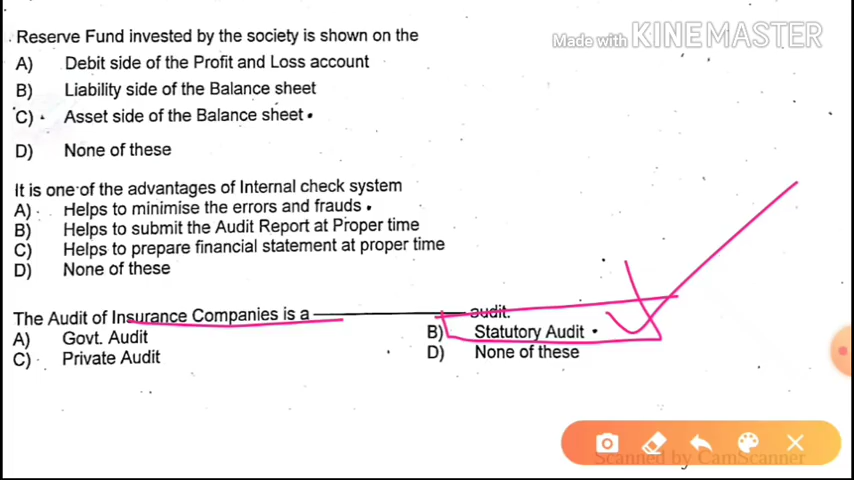 Made with KINEMASTER
Reserve Fund invested by the society is shown on the
A) Debit side of the Profit and Loss account
B) Liability side of the Balance sheet
C) Asset side of the Balance sheet
D) None of these
It is one of the advantages of Internal check system
A) Helps to minimise the errors and frauds
B) Helps to submit the Audit Report at Proper time
C) Helps to prepare financial statement at proper time
D) None of these
The Audit of Insurance Companies is a __________ audit.
A) Govt. Audit B) Statutory Audit
C) Private Audit D) None of these
Scanned by CamScanner